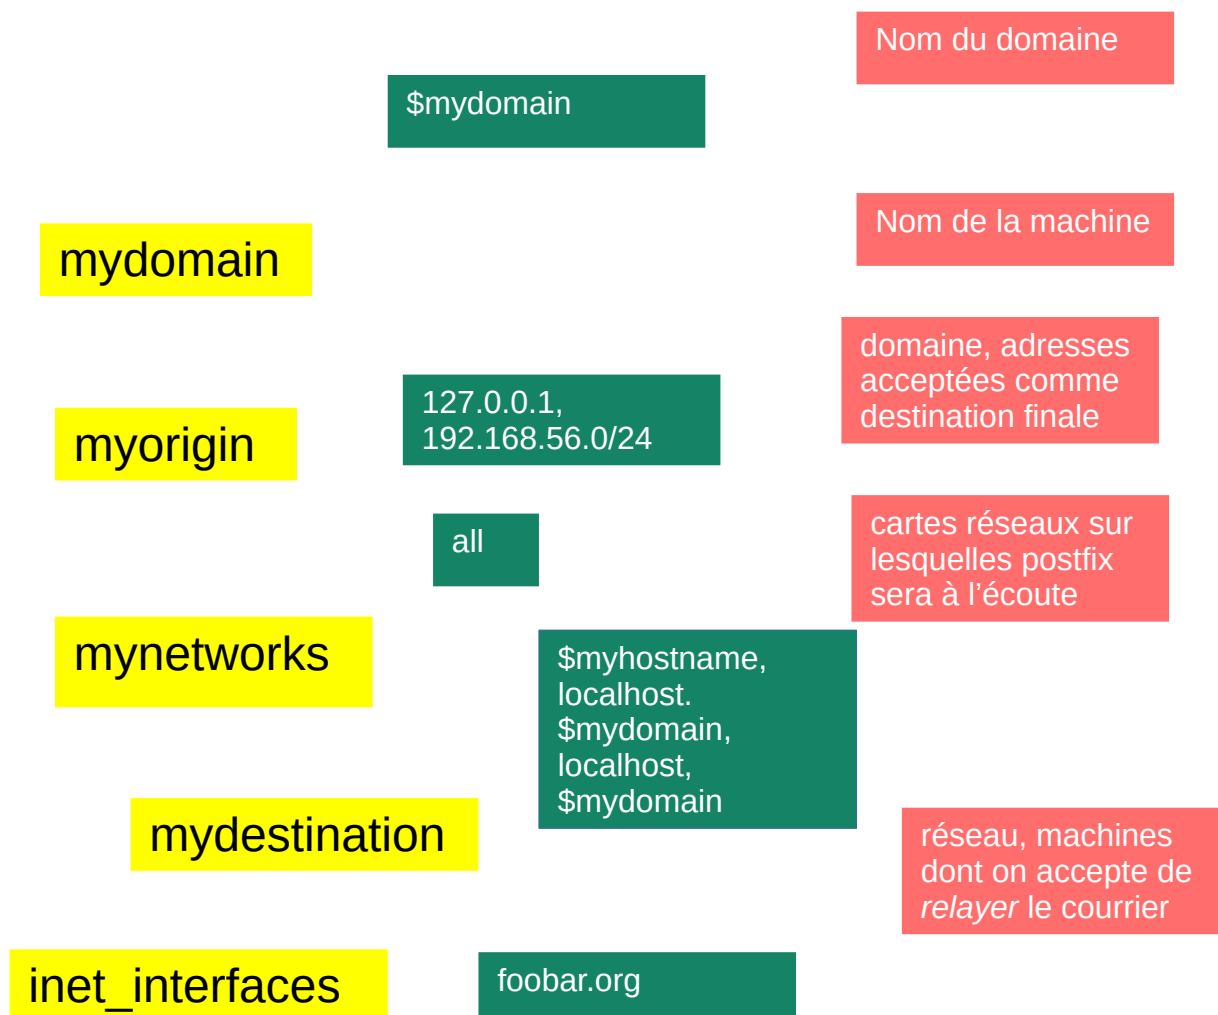 Nom du domaine
$mydomain
Nom de la machine
mydomain
domaine, adresses
acceptées comme
destination finale
127.0.0.1,
192.168.56.0/24
myorigin
cartes réseaux sur
lesquelles postfix
sera à l’écoute
all
mynetworks
$myhostname,
localhost.
$mydomain,
localhost,
$mydomain
mydestination
réseau, machines
dont on accepte de
relayer le courrier
inet_interfaces
foobar.org